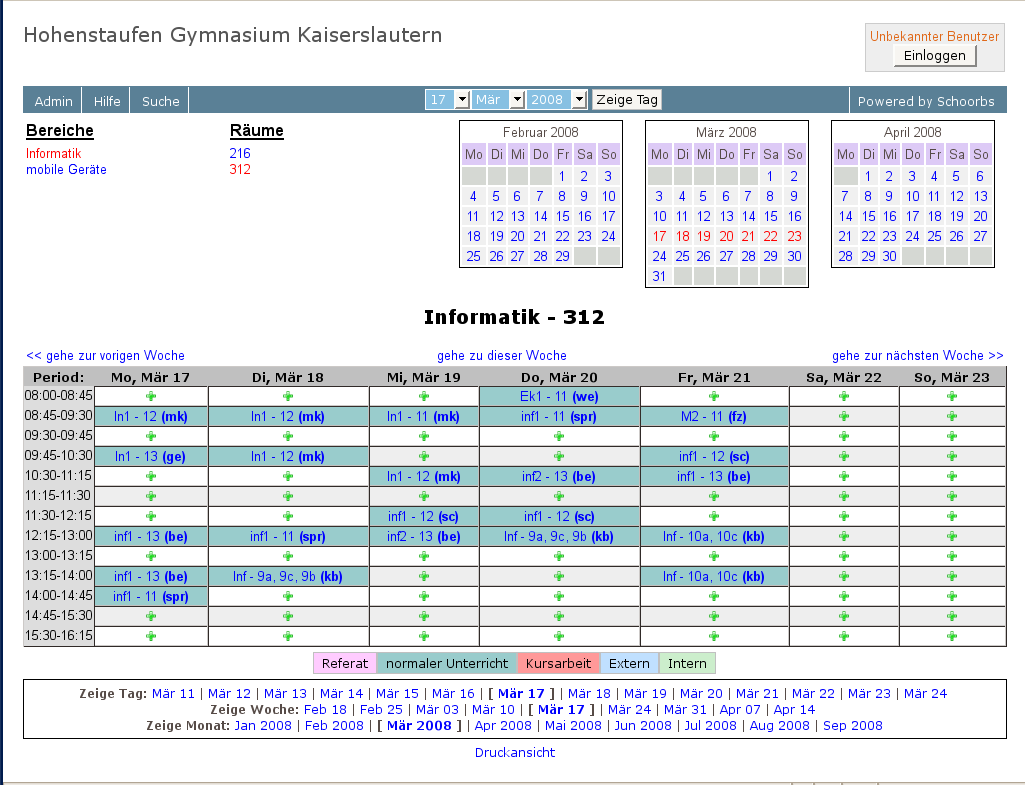 Hohenstaufen Gymnasium Kaiserslautern
Unbekannter Benutzer
Einloggen
Admin Hilfe Suche 17 Mär 2008 Zeige Tag Powered by Schoorbs
Bereiche Räume
Informatik 216
mobile Geräte 312
Februar 2008
Mo Di Mi Do Fr Sa So
1 2 3
4 5 6 7 8 9 10
11 12 13 14 15 16 17
18 19 20 21 22 23 24
25 26 27 28 29
März 2008
Mo Di Mi Do Fr Sa So
1 2
3 4 5 6 7 8 9
10 11 12 13 14 15 16
17 18 19 20 21 22 23
24 25 26 27 28 29 30
31
April 2008
Mo Di Mi Do Fr Sa So
1 2 3 4 5 6
7 8 9 10 11 12 13
14 15 16 17 18 19 20
21 22 23 24 25 26 27
28 29 30
Informatik - 312
<< gehe zur vorigen Woche gehe zu dieser Woche gehe zur nächsten Woche >>
Period: Mo, Mär 17 Di, Mär 18 Mi, Mär 19 Do, Mär 20 Fr, Mär 21 Sa, Mär 22 So, Mär 23
08:00-08:45 Ek1 - 11 (we)
08:45-09:30 In1 - 12 (mk) In1 - 12 (mk) In1 - 11 (mk) inf1 - 11 (spr) M2 - 11 (fz)
09:30-09:45
09:45-10:30 In1 - 13 (ge) In1 - 12 (mk) inf1 - 12 (sc)
10:30-11:15 In1 - 12 (mk) inf2 - 13 (be) inf1 - 13 (be)
11:15-11:30
11:30-12:15 inf1 - 12 (sc) inf1 - 12 (sc)
12:15-13:00 inf1 - 13 (be) inf1 - 11 (spr) inf2 - 13 (be) Inf - 9a, 9c, 9b (kb) Inf - 10a, 10c (kb)
13:00-13:15
13:15-14:00 inf1 - 13 (be) Inf - 9a, 9c, 9b (kb) Inf - 10a, 10c (kb)
14:00-14:45 inf1 - 11 (spr)
14:45-15:30
15:30-16:15
Referat normaler Unterricht Kursarbeit Extern Intern
Zeige Tag: Mär 11 | Mär 12 | Mär 13 | Mär 14 | Mär 15 | Mär 16 | [ Mär 17 ] | Mär 18 | Mär 19 | Mär 20 | Mär 21 | Mär 22 | Mär 23 | Mär 24
Zeige Woche: Feb 18 | Feb 25 | Mär 03 | Mär 10 | [ Mär 17 ] | Mär 24 | Mär 31 | Apr 07 | Apr 14
Zeige Monat: Jan 2008 | Feb 2008 | [ Mär 2008 ] | Apr 2008 | Mai 2008 | Jun 2008 | Jul 2008 | Aug 2008 | Sep 2008
Druckansicht